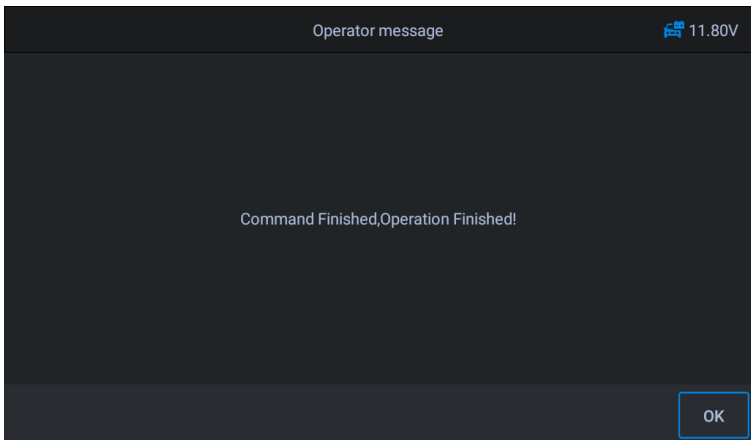 Operator message
11.80V
Command Finished,Operation Finished!
OK